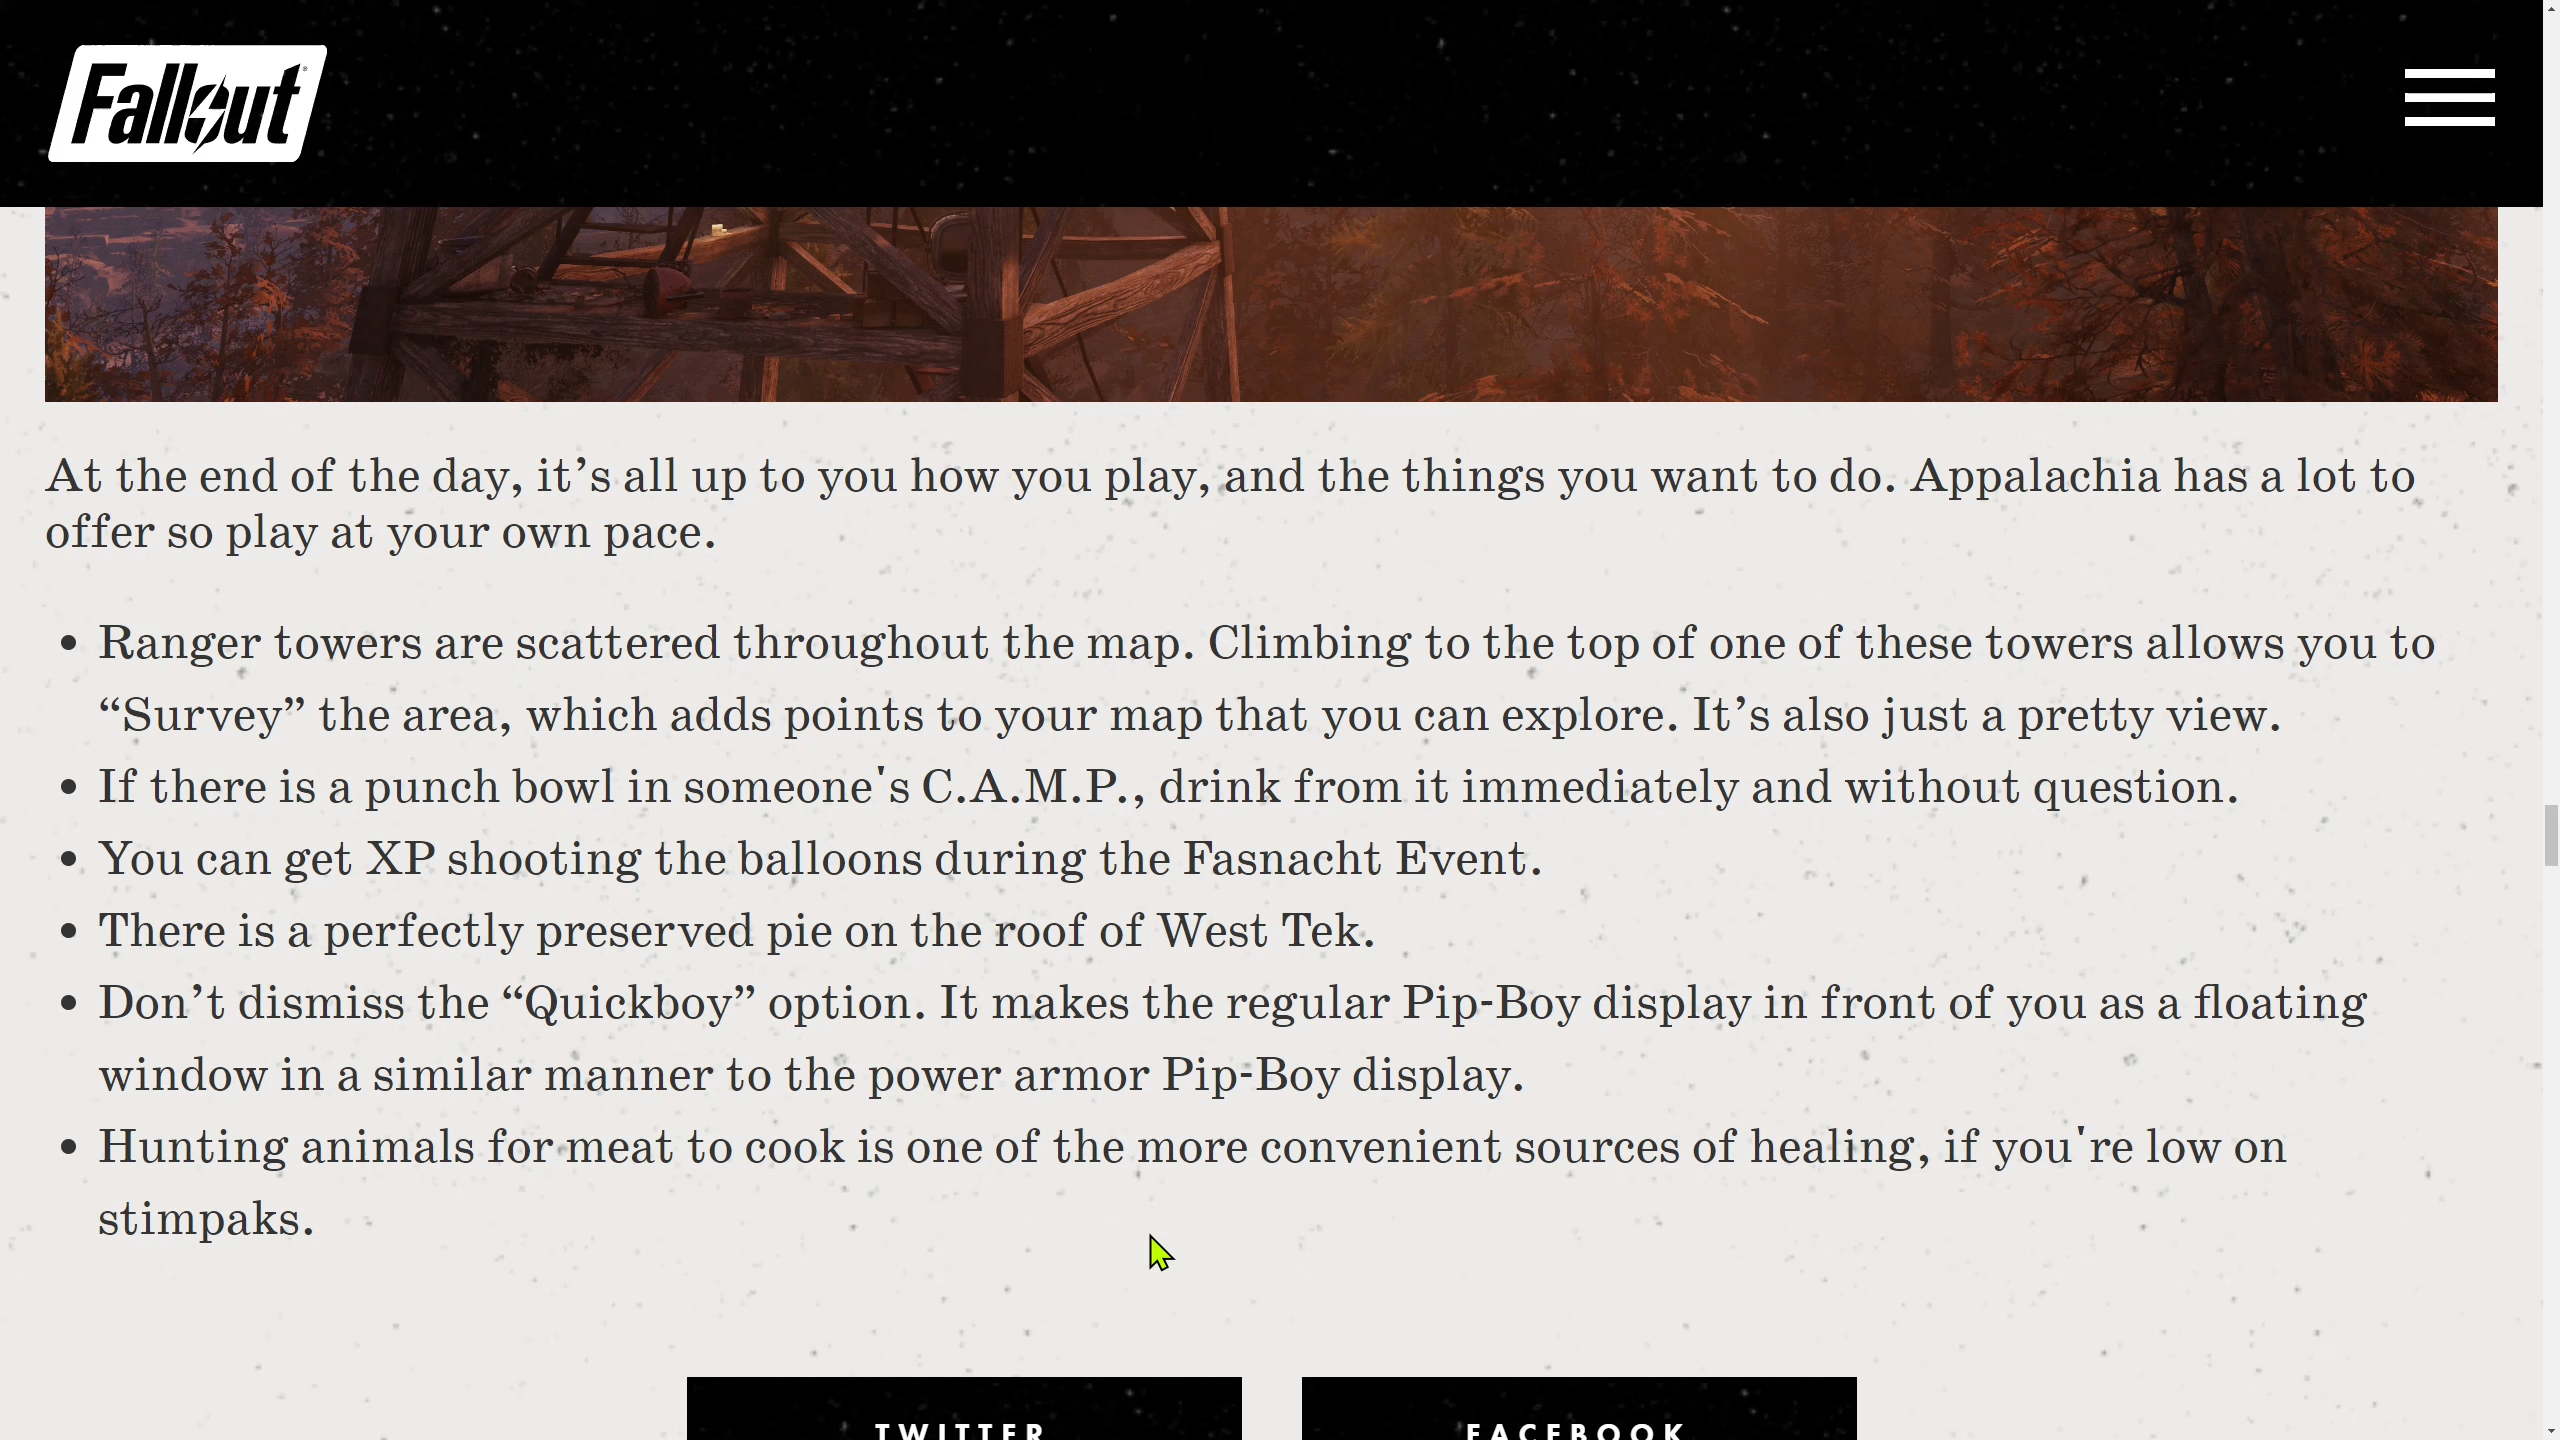 Fallout
At the end of the day, it’s all up to you how you play, and the things you want to do. Appalachia has a lot to
offer so play at your own pace.
• Ranger towers are scattered throughout the map. Climbing to the top of one of these towers allows you to
“Survey” the area, which adds points to your map that you can explore. It’s also just a pretty view.
• If there is a punch bowl in someone's C.A.M.P., drink from it immediately and without question.
• You can get XP shooting the balloons during the Fasnacht Event.
• There is a perfectly preserved pie on the roof of West Tek.
• Don’t dismiss the “Quickboy” option. It makes the regular Pip-Boy display in front of you as a floating
window in a similar manner to the power armor Pip-Boy display.
• Hunting animals for meat to cook is one of the more convenient sources of healing, if you're low on
stimpaks.
TWITTER
FACEBOOK